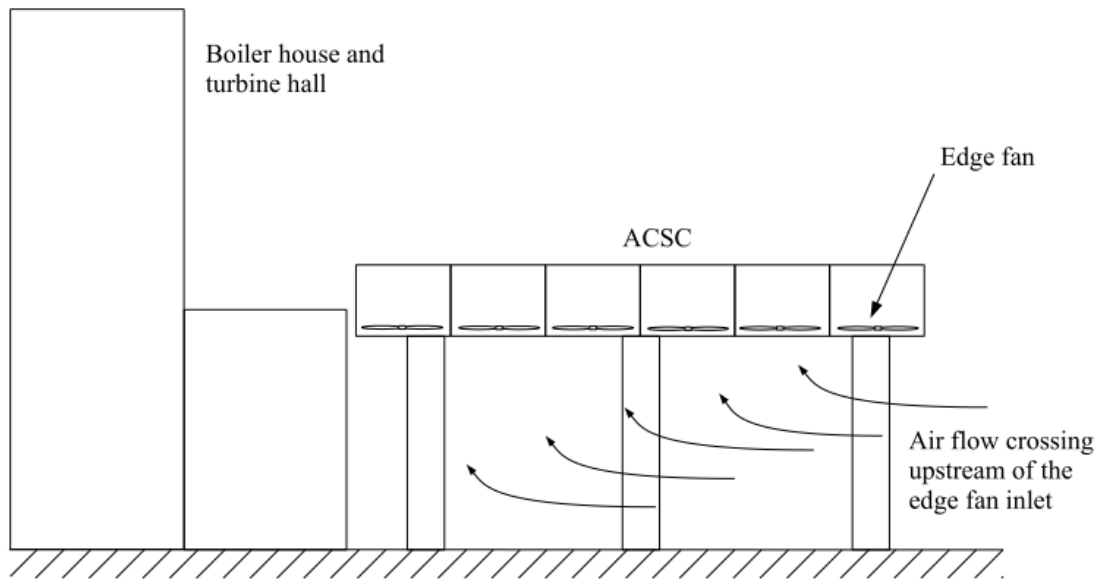 Boiler house and
turbine hall
Edge fan
ACSC
Air flow crossing
upstream of the
edge fan inlet